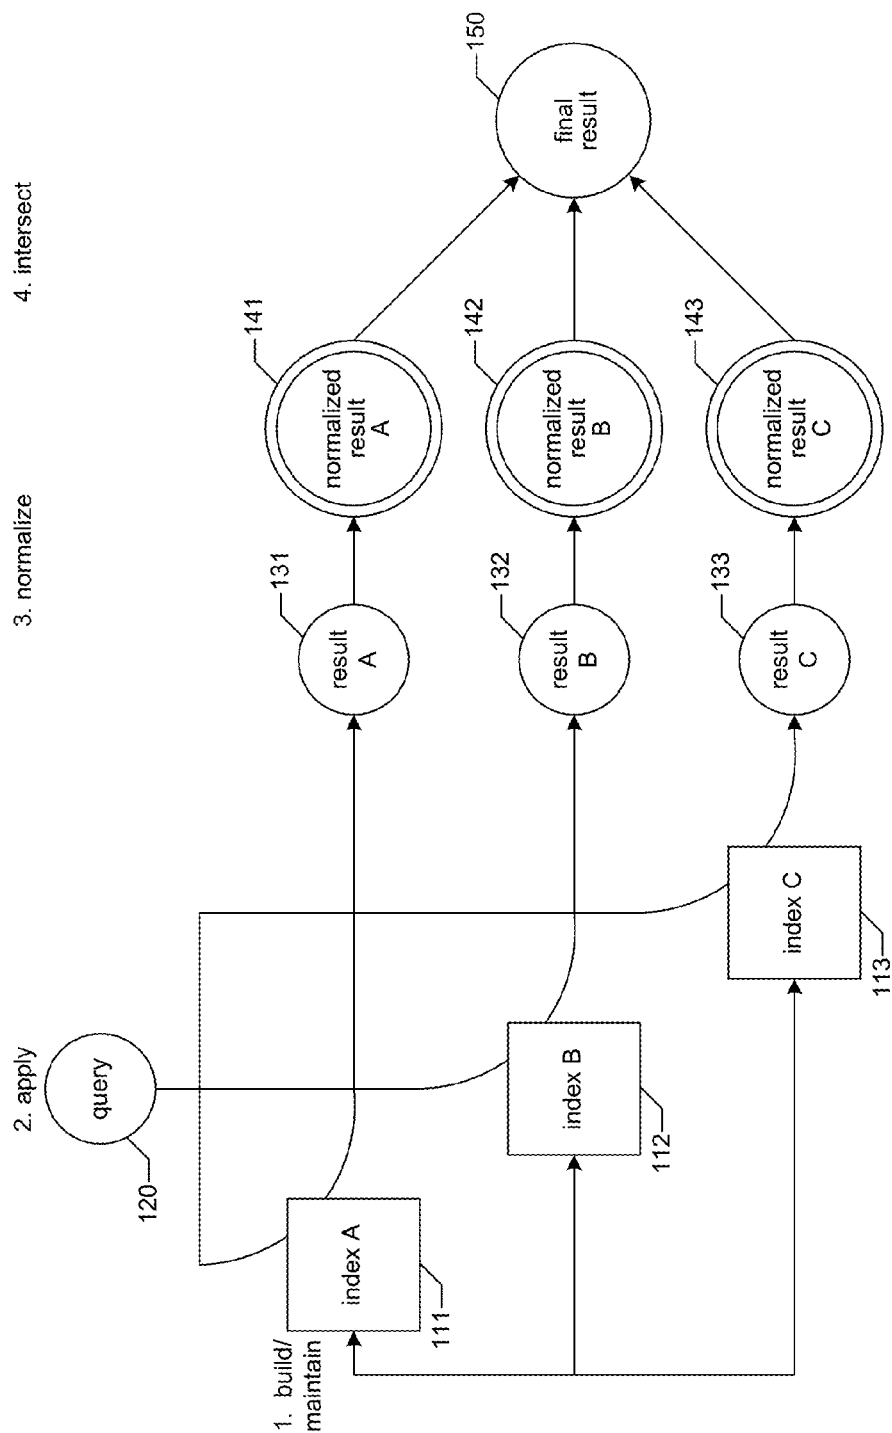 1. build/
maintain
2. apply
3. normalize
4. intersect
query
120
index A
111
index B
112
index C
113
result
A
131
result
B
132
result
C
133
normalized
result
A
141
normalized
result
B
142
normalized
result
C
143
final
result
150